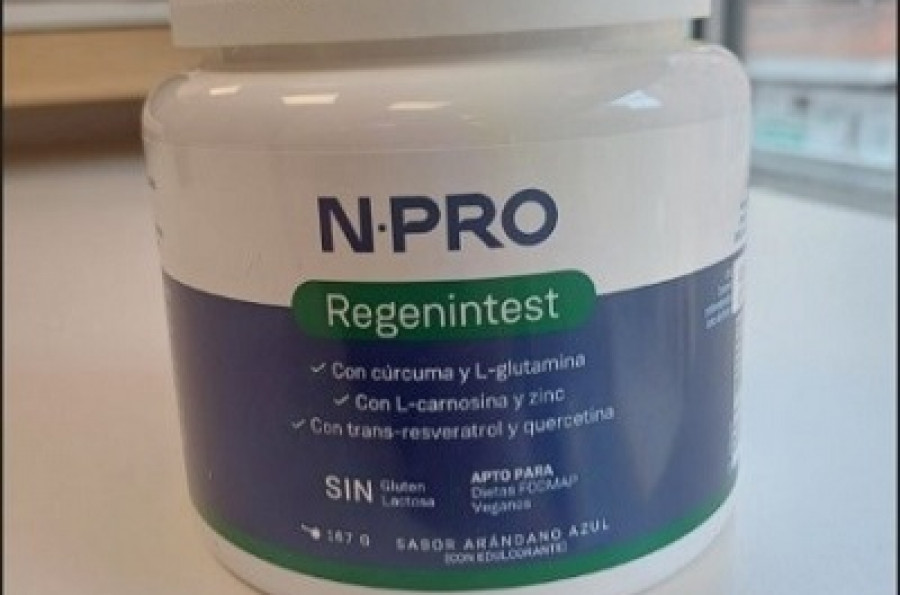 N·PRO
Regenintest
✓ Con cúrcuma y L-glutamina
✓ Con L-carnosina y zinc
✓ Con trans-resveratrol y quercetina
SIN Gluten
Lactosa
APTO PARA
Dietas FODMAP
Veganos
167 G
SABOR ARÁNDANO AZUL
(CON EDULCORANTE)